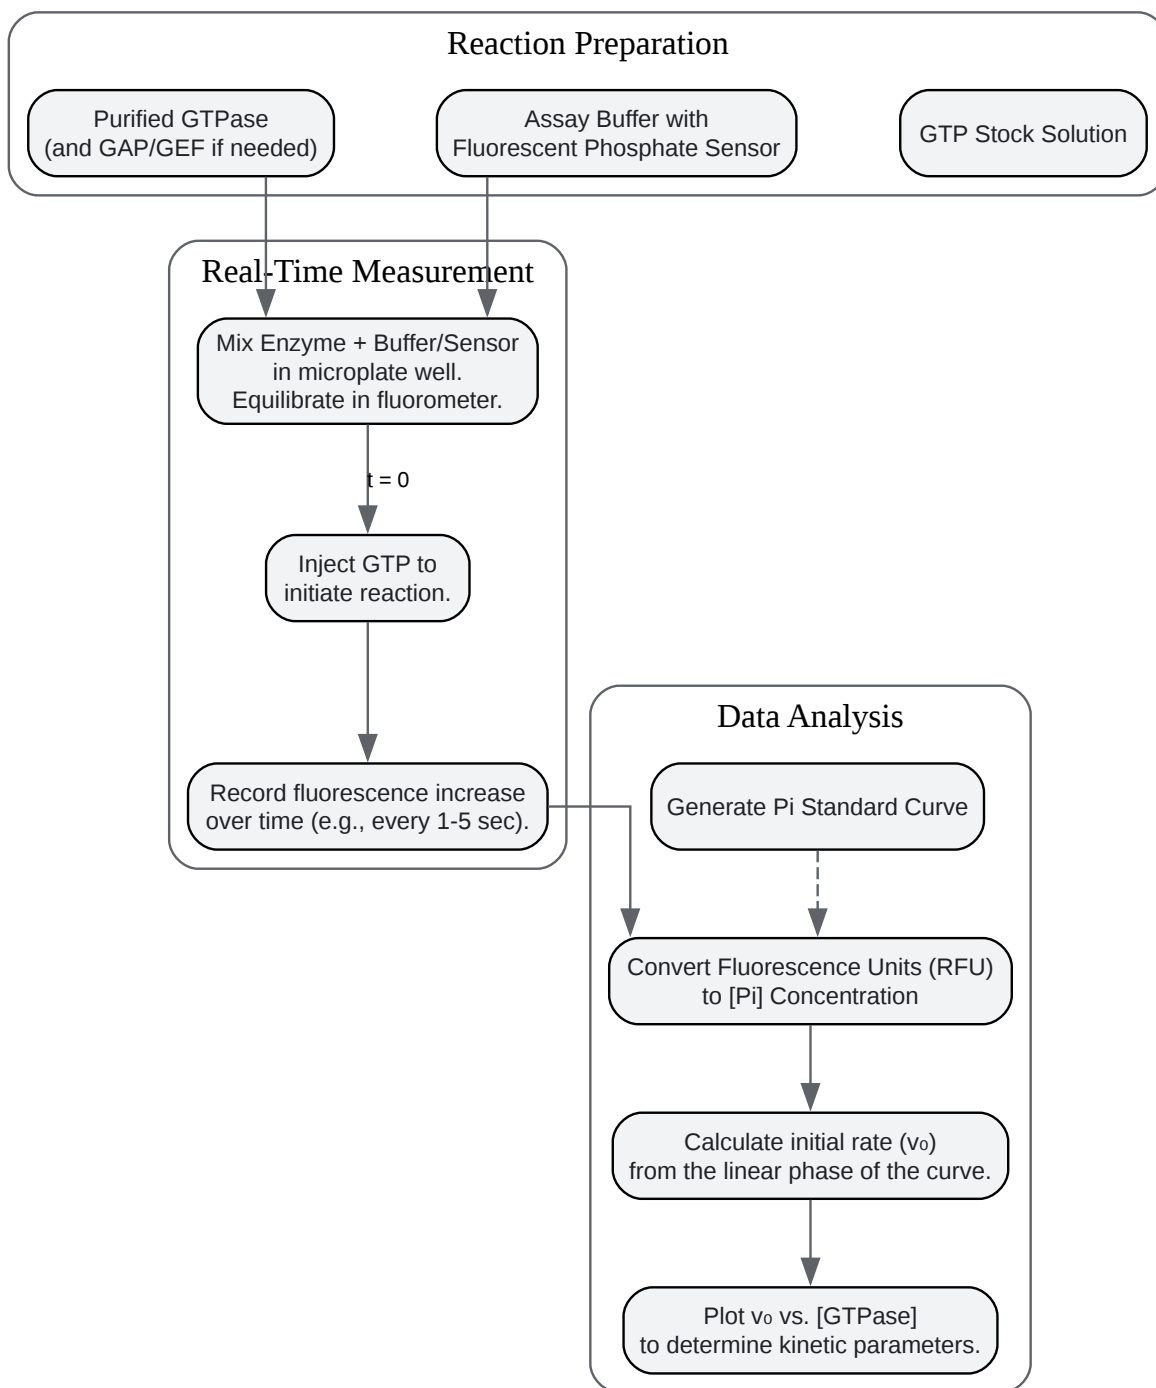 Reaction Preparation
Purified GTPase
(and GAP/GEF if needed)
Assay Buffer with
Fluorescent Phosphate Sensor
GTP Stock Solution
Real-Time Measurement
Mix Enzyme + Buffer/Sensor
in microplate well.
Equilibrate in fluorometer.
t = 0
Inject GTP to
initiate reaction.
Record fluorescence increase
over time (e.g., every 1-5 sec).
Data Analysis
Generate Pi Standard Curve
Convert Fluorescence Units (RFU)
to [Pi] Concentration
Calculate initial rate (v₀)
from the linear phase of the curve.
Plot v₀ vs. [GTPase]
to determine kinetic parameters.